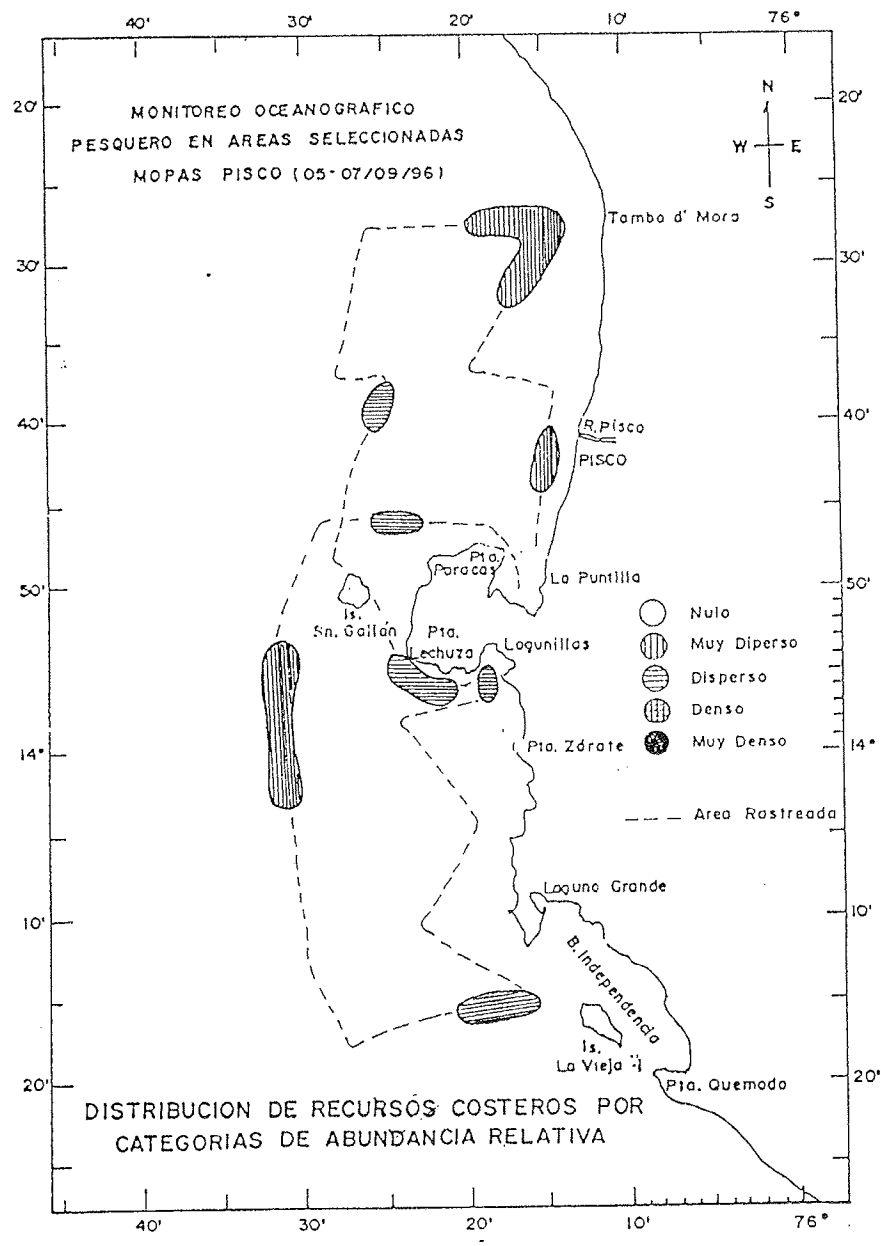 40'
30'
20'
10'
76°
MONITOREO OCEANOGRAFICO
PESQUERO EN AREAS SELECCIONADAS
MOPAS PISCO (05-07/09/96)
N
W E
S
20'
20'
Tambo d' Mora
30'
30'
40'
40'
R. Pisco
PISCO
Pta.
Paracas
La Puntilla
50'
50'
Is.
Sn. Gallán
Pta.
Lechuza
Lagunillas
Nulo
Muy Diperso
Disperso
Denso
Muy Denso
14°
14°
Pta. Zárate
Area Rastreada
Laguna Grande
10'
10'
B. Independencia
Is.
La Vieja
Pta. Quemado
20'
20'
DISTRIBUCION DE RECURSOS COSTEROS POR
CATEGORIAS DE ABUNDANCIA RELATIVA
40'
30'
20'
10'
76°